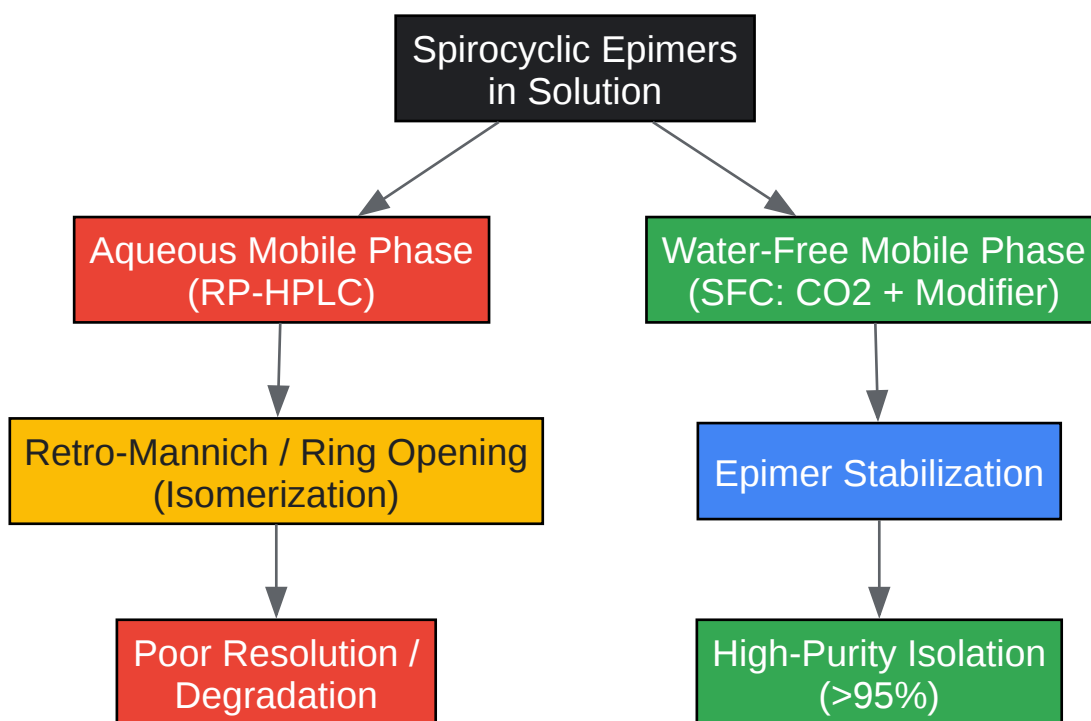 Spirocyclic Epimers
in Solution
Aqueous Mobile Phase
(RP-HPLC)
Water-Free Mobile Phase
(SFC: CO2 + Modifier)
Retro-Mannich / Ring Opening
(Isomerization)
Epimer Stabilization
Poor Resolution /
Degradation
High-Purity Isolation
(>95%)